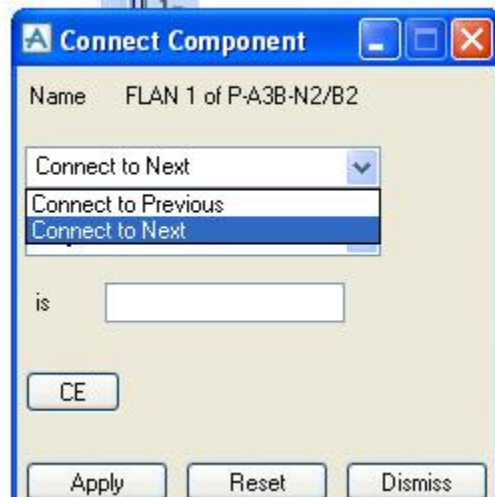 Connect Component
Name FLAN 1 of P-A3B-N2/B2
Connect to Next
Connect to Previous
Connect to Next
is
CE
Apply Reset Dismiss